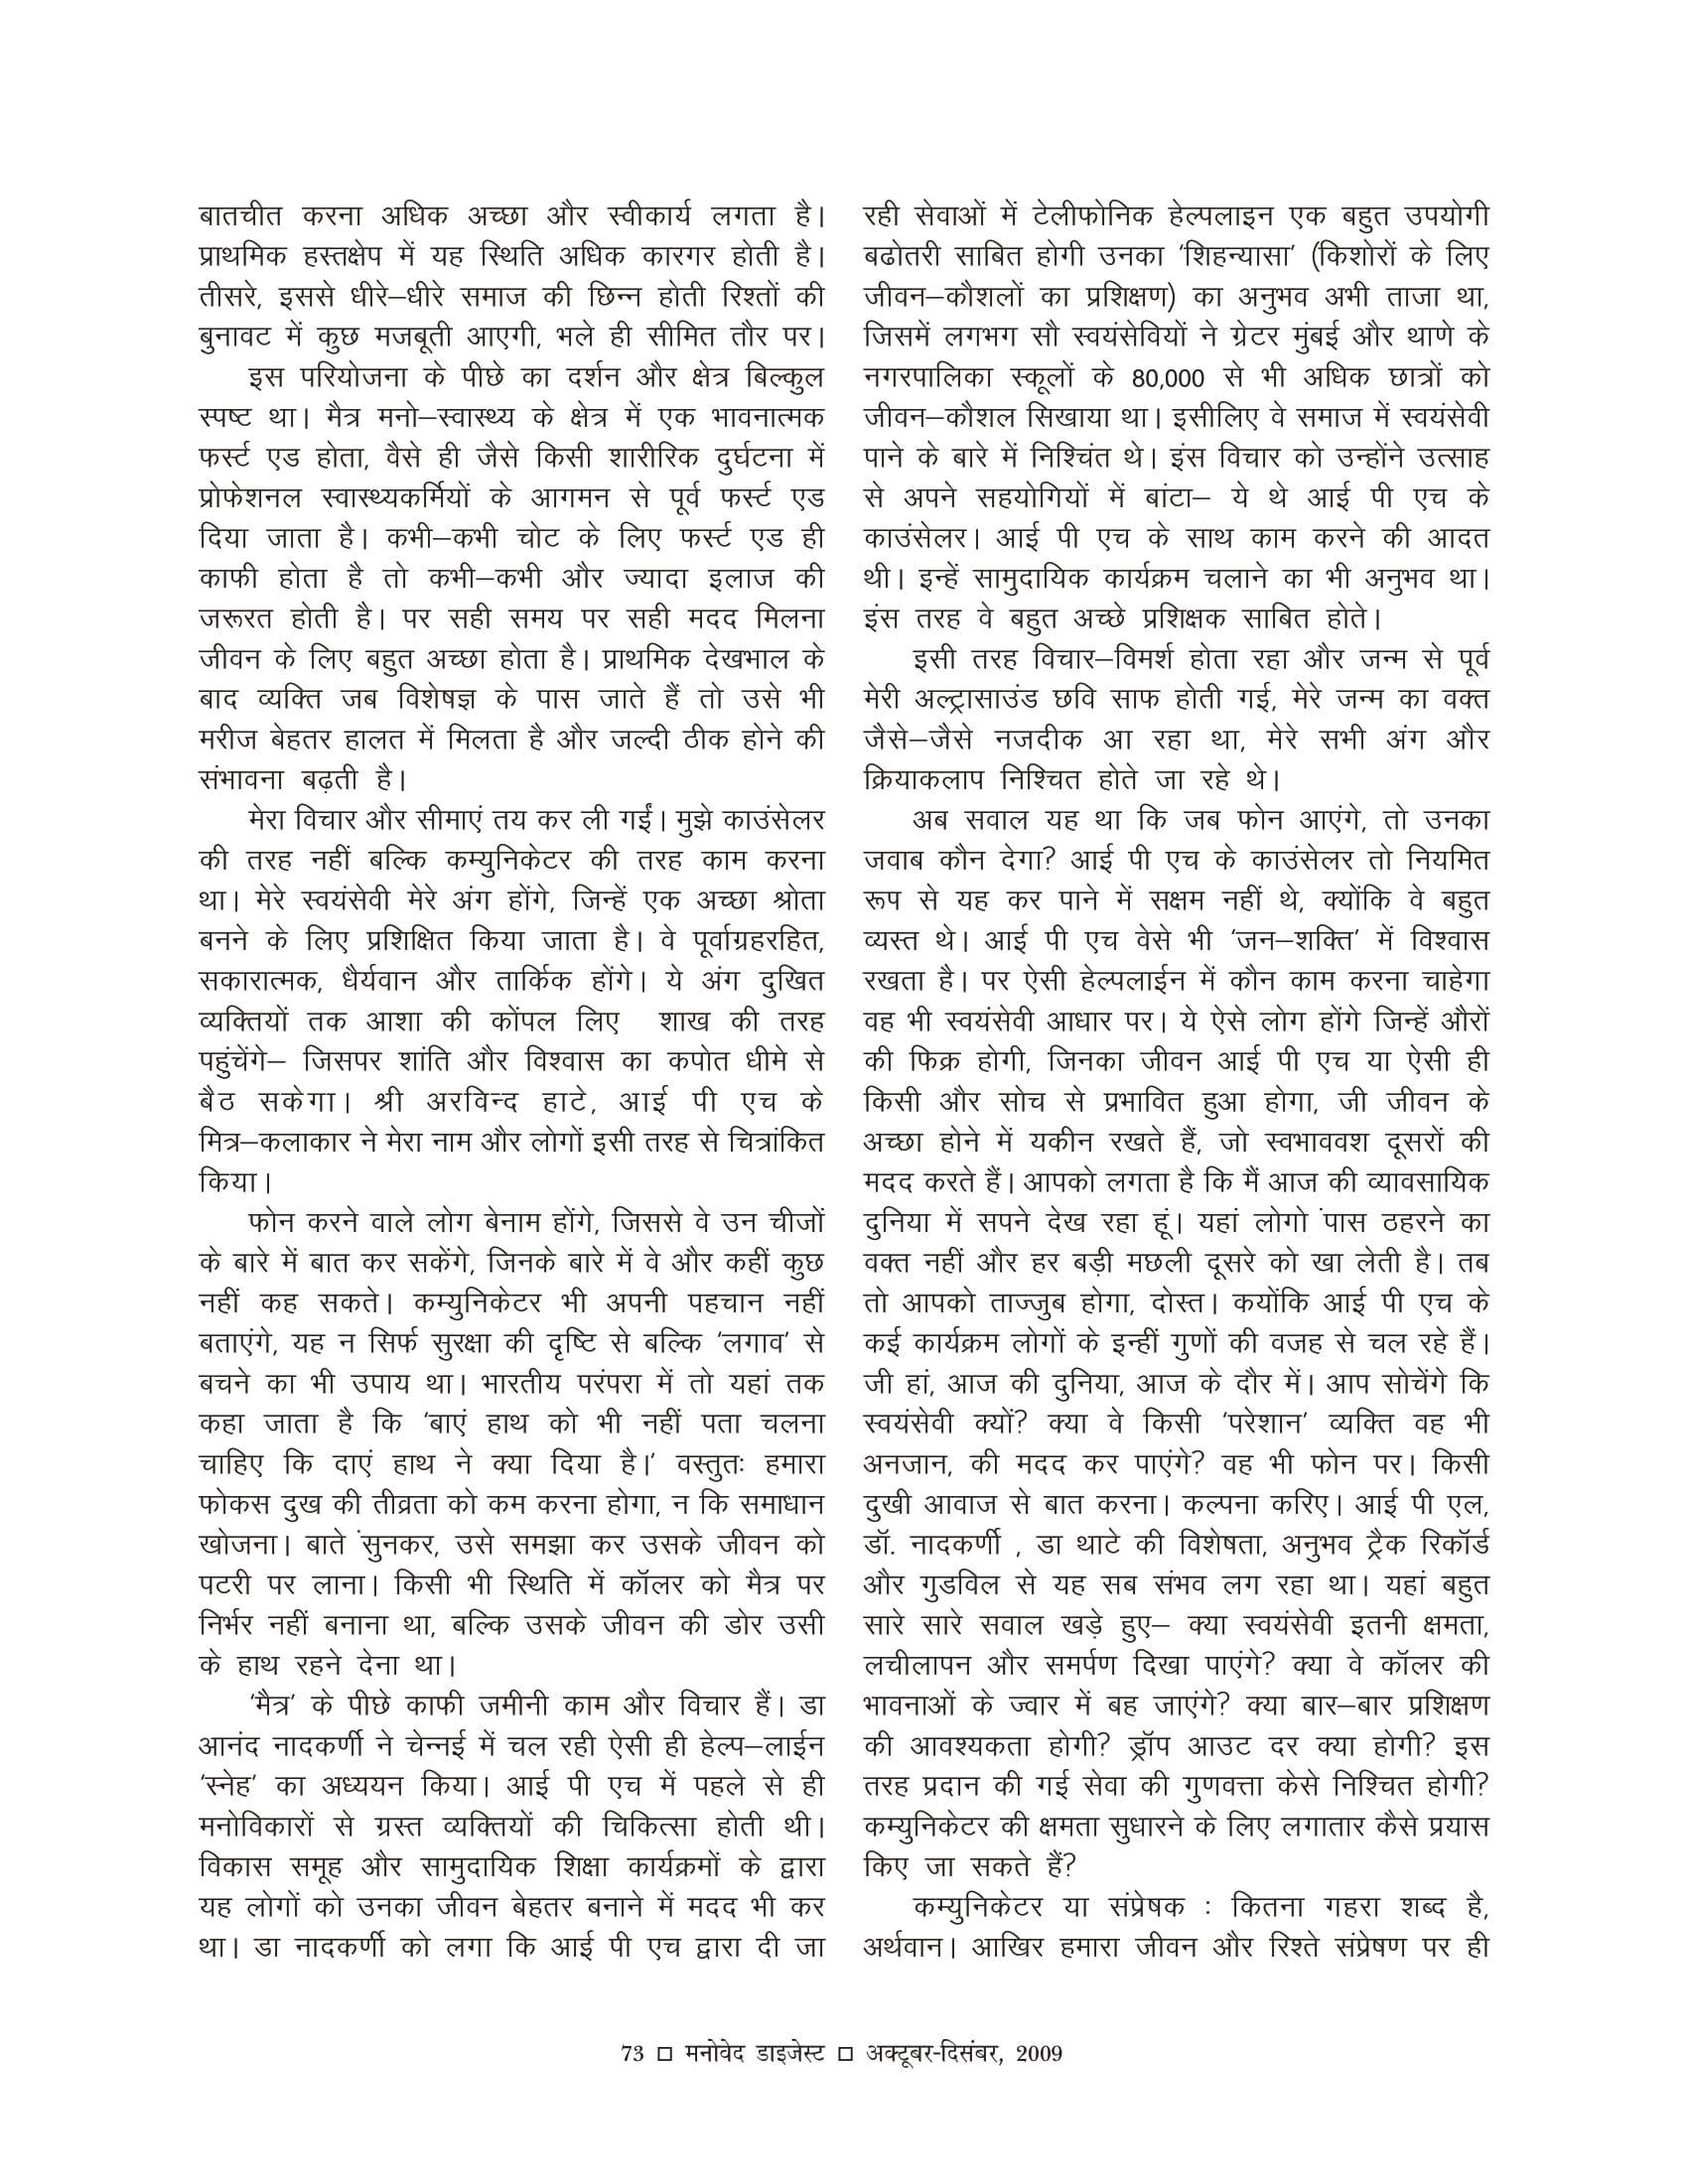 बातचीत करना अधिक अच्छा और स्वीकार्य लगता है।
प्राथमिक हस्तक्षेप में यह स्थिति अधिक कारगर होती है।
तीसरे, इससे धीरे–धीरे समाज की छिन्न होती रिश्तों की
बुनावट में कुछ मजबूती आएगी, भले ही सीमित तौर पर।
इस परियोजना के पीछे का दर्शन और क्षेत्र बिल्कुल
स्पष्ट था। मैत्र मनो–स्वास्थ्य के क्षेत्र में एक भावनात्मक
फर्स्ट एड होता, वैसे ही जैसे किसी शारीरिक दुर्घटना में
प्रोफेशनल स्वास्थ्यकर्मियों के आगमन से पूर्व फर्स्ट एड
दिया जाता है। कभी–कभी चोट के लिए फर्स्ट एड ही
काफी होता है तो कभी–कभी और ज्यादा इलाज की
जरूरत होती है। पर सही समय पर सही मदद मिलना
जीवन के लिए बहुत अच्छा होता है। प्राथमिक देखभाल के
बाद व्यक्ति जब विशेषज्ञ के पास जाते हैं तो उसे भी
मरीज बेहतर हालत में मिलता है और जल्दी ठीक होने की
संभावना बढ़ती है।
मेरा विचार और सीमाएं तय कर ली गईं। मुझे काउंसेलर
की तरह नहीं बल्कि कम्युनिकेटर की तरह काम करना
था। मेरे स्वयंसेवी मेरे अंग होंगे, जिन्हें एक अच्छा श्रोता
बनने के लिए प्रशिक्षित किया जाता है। वे पूर्वाग्रहरहित,
सकारात्मक, धैर्यवान और तार्किक होंगे। ये अंग दुखित
व्यक्तियों तक आशा की कोंपल लिए शाख की तरह
पहुंचेंगे– जिसपर शांति और विश्वास का कपोत धीमे से
बैठ सकेगा। श्री अरविन्द हाटे, आई पी एच के
मित्र–कलाकार ने मेरा नाम और लोगों इसी तरह से चित्रांकित
किया।
फोन करने वाले लोग बेनाम होंगे, जिससे वे उन चीजों
के बारे में बात कर सकेंगे, जिनके बारे में वे और कहीं कुछ
नहीं कह सकते। कम्युनिकेटर भी अपनी पहचान नहीं
बताएंगे, यह न सिर्फ सुरक्षा की दृष्टि से बल्कि ’लगाव’ से
बचने का भी उपाय था। भारतीय परंपरा में तो यहां तक
कहा जाता है कि ’बाएं हाथ को भी नहीं पता चलना
चाहिए कि दाएं हाथ ने क्या दिया है।’ वस्तुतः हमारा
फोकस दुख की तीव्रता को कम करना होगा, न कि समाधान
खोजना। बाते ंसुनकर, उसे समझा कर उसके जीवन को
पटरी पर लाना। किसी भी स्थिति में कॉलर को मैत्र पर
निर्भर नहीं बनाना था, बल्कि उसके जीवन की डोर उसी
के हाथ रहने देना था।
’मैत्र’ के पीछे काफी जमीनी काम और विचार हैं। डा
आनंद नादकर्णी ने चेन्नई में चल रही ऐसी ही हेल्प–लाईन
’स्नेह’ का अध्ययन किया। आई पी एच में पहले से ही
मनोविकारों से ग्रस्त व्यक्तियों की चिकित्सा होती थी।
विकास समूह और सामुदायिक शिक्षा कार्यक्रमों के द्वारा
यह लोगों को उनका जीवन बेहतर बनाने में मदद भी कर
था। डा नादकर्णी को लगा कि आई पी एच द्वारा दी जा
रही सेवाओं में टेलीफोनिक हेल्पलाइन एक बहुत उपयोगी
बढोतरी साबित होगी उनका ’शिहन्यासा’ (किशोरों के लिए
जीवन–कौशलों का प्रशिक्षण) का अनुभव अभी ताजा था,
जिसमें लगभग सौ स्वयंसेवियों ने ग्रेटर मुंबई और थाणे के
नगरपालिका स्कूलों के 80,000 से भी अधिक छात्रों को
जीवन–कौशल सिखाया था। इसीलिए वे समाज में स्वयंसेवी
पाने के बारे में निश्चिंत थे। इंस विचार को उन्होंने उत्साह
से अपने सहयोगियों में बांटा– ये थे आई पी एच के
काउंसेलर। आई पी एच के साथ काम करने की आदत
थी। इन्हें सामुदायिक कार्यक्रम चलाने का भी अनुभव था।
इंस तरह वे बहुत अच्छे प्रशिक्षक साबित होते।
इसी तरह विचार–विमर्श होता रहा और जन्म से पूर्व
मेरी अल्ट्रासाउंड छवि साफ होती गई, मेरे जन्म का वक्त
जैसे–जैसे नजदीक आ रहा था, मेरे सभी अंग और
क्रियाकलाप निश्चित होते जा रहे थे।
अब सवाल यह था कि जब फोन आएंगे, तो उनका
जवाब कौन देगा? आई पी एच के काउंसेलर तो नियमित
रूप से यह कर पाने में सक्षम नहीं थे, क्योंकि वे बहुत
व्यस्त थे। आई पी एच वेसे भी ’जन–शक्ति’ में विश्वास
रखता है। पर ऐसी हेल्पलाईन में कौन काम करना चाहेगा
वह भी स्वयंसेवी आधार पर। ये ऐसे लोग होंगे जिन्हें औरों
की फिक्र होगी, जिनका जीवन आई पी एच या ऐसी ही
किसी और सोच से प्रभावित हुआ होगा, जी जीवन के
अच्छा होने में यकीन रखते हैं, जो स्वभाववश दूसरों की
मदद करते हैं। आपको लगता है कि मैं आज की व्यावसायिक
दुनिया में सपने देख रहा हूं। यहां लोगो ंपास ठहरने का
वक्त नहीं और हर बड़ी मछली दूसरे को खा लेती है। तब
तो आपको ताज्जुब होगा, दोस्त। कयोंकि आई पी एच के
कई कार्यक्रम लोगों के इन्हीं गुणों की वजह से चल रहे हैं।
जी हां, आज की दुनिया, आज के दौर में। आप सोचेंगे कि
स्वयंसेवी क्यों? क्या वे किसी ’परेशान’ व्यक्ति वह भी
अनजान, की मदद कर पाएंगे? वह भी फोन पर। किसी
दुखी आवाज से बात करना। कल्पना करिए। आई पी एल,
डॉ. नादकर्णी , डा थाटे की विशेषता, अनुभव ट्रैक रिकॉर्ड
और गुडविल से यह सब संभव लग रहा था। यहां बहुत
सारे सारे सवाल खड़े हुए– क्या स्वयंसेवी इतनी क्षमता,
लचीलापन और समर्पण दिखा पाएंगे? क्या वे कॉलर की
भावनाओं के ज्वार में बह जाएंगे? क्या बार–बार प्रशिक्षण
की आवश्यकता होगी? ड्रॉप आउट दर क्या होगी? इस
तरह प्रदान की गई सेवा की गुणवत्ता केसे निश्चित होगी?
कम्युनिकेटर की क्षमता सुधारने के लिए लगातार कैसे प्रयास
किए जा सकते हैं?
कम्युनिकेटर या संप्रेषक : कितना गहरा शब्द है,
अर्थवान। आखिर हमारा जीवन और रिश्ते संप्रेषण पर ही
73 □ मनोवेद डाइजेस्ट □ अक्टूबर-दिसंबर, 2009